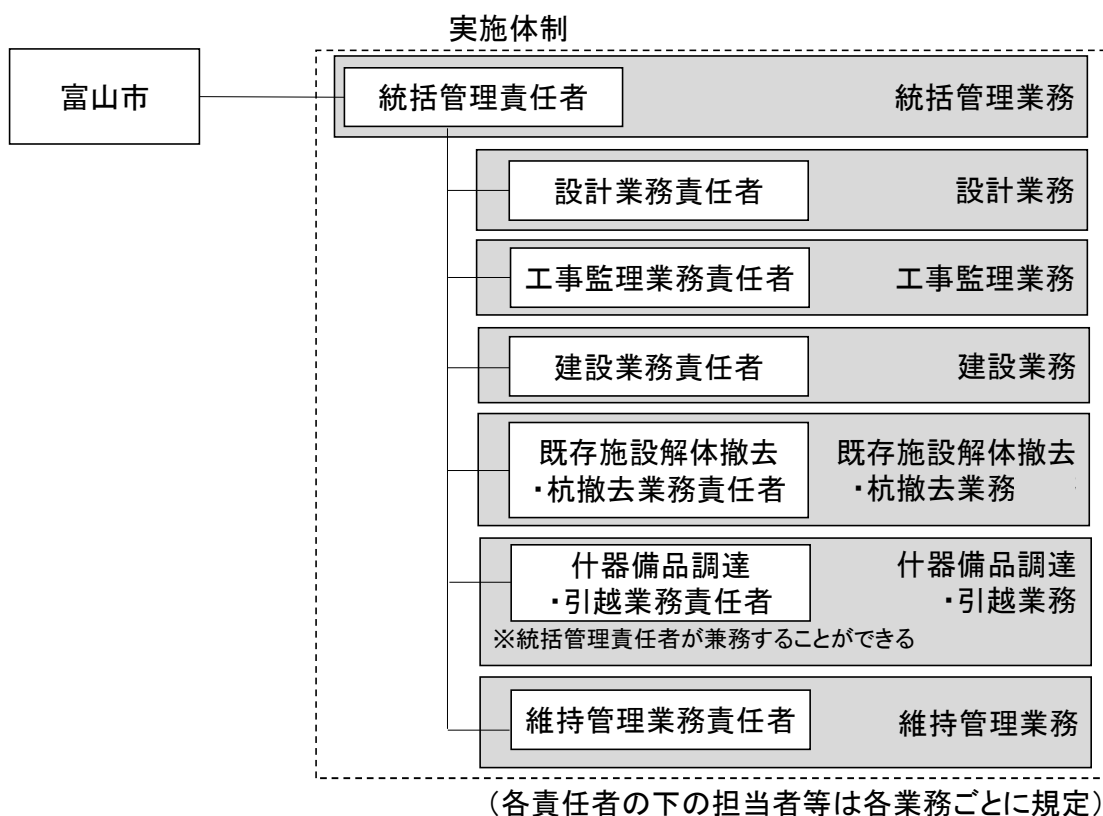 実施体制
富山市
統括管理責任者
統括管理業務
設計業務責任者
設計業務
工事監理業務責任者
工事監理業務
建設業務責任者
建設業務
既存施設解体撤去
・杭撤去業務責任者
既存施設解体撤去
・杭撤去業務
什器備品調達
・引越業務責任者
什器備品調達
・引越業務
※統括管理責任者が兼務することができる
維持管理業務責任者
維持管理業務
（各責任者の下の担当者等は各業務ごとに規定）